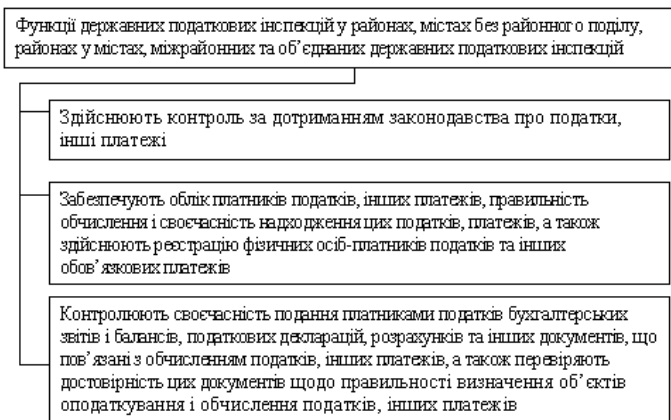 Функції державних податкових інспекцій у районах, містах без районного поділу,
районах у містах, міжрайонних та об’єднаних державних податкових інспекцій
Здійснюють контроль за дотриманням законодавства про податки,
інші платежі
Забезпечують облік платників податків, інших платежів, правильність
обчислення і своєчасність надходження цих податків, платежів, а також
здійснюють реєстрацію фізичних осіб-платників податків та інших
обов’язкових платежів
Контролюють своєчасність подання платниками податків бухгалтерських
звітів і балансів, податкових декларацій, розрахунків та інших документів, що
пов’язані з обчисленням податків, інших платежів, а також перевіряють
достовірність цих документів щодо правильності визначення об’єктів
оподаткування і обчислення податків, інших платежів